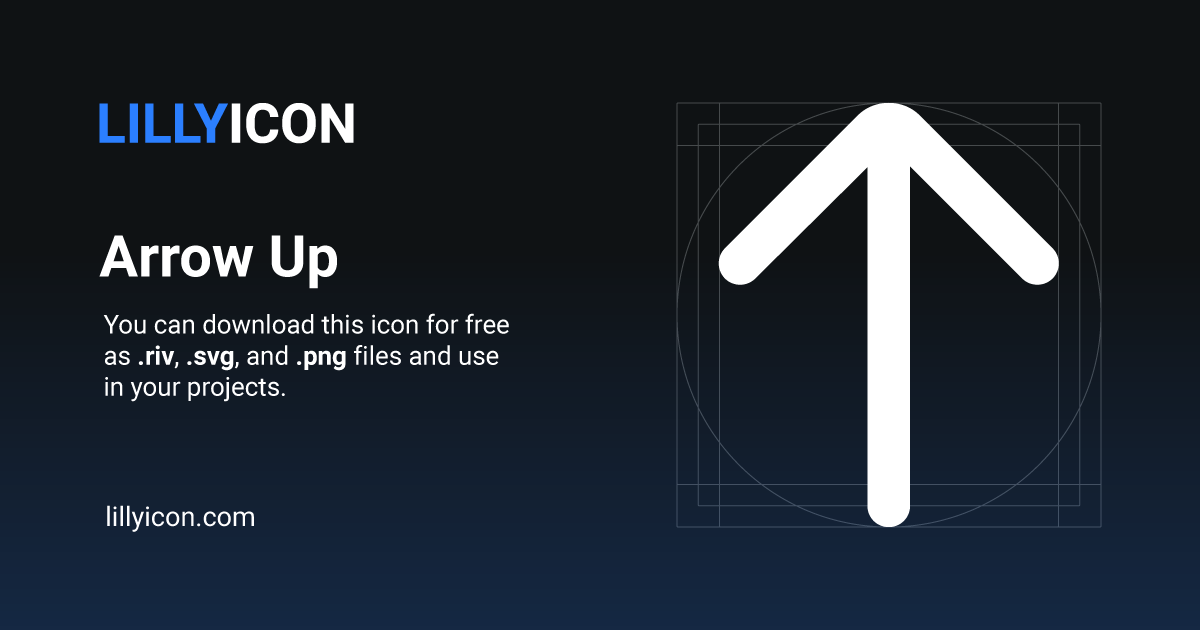 LILLYICON
Arrow Up
You can download this icon for free
as .riv, .svg, and .png files and use
in your projects.
lillyicon.com